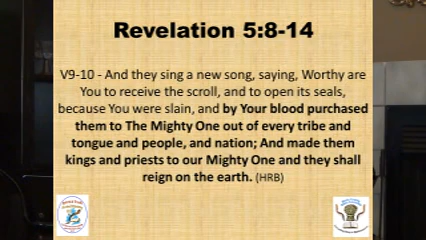 Revelation 5:8-14
V9-10 - And they sing a new song, saying, Worthy are
You to receive the scroll, and to open its seals,
because You were slain, and by Your blood purchased
them to The Mighty One out of every tribe and
tongue and people, and nation; And made them
kings and priests to our Mighty One and they shall
reign on the earth. (HRB)